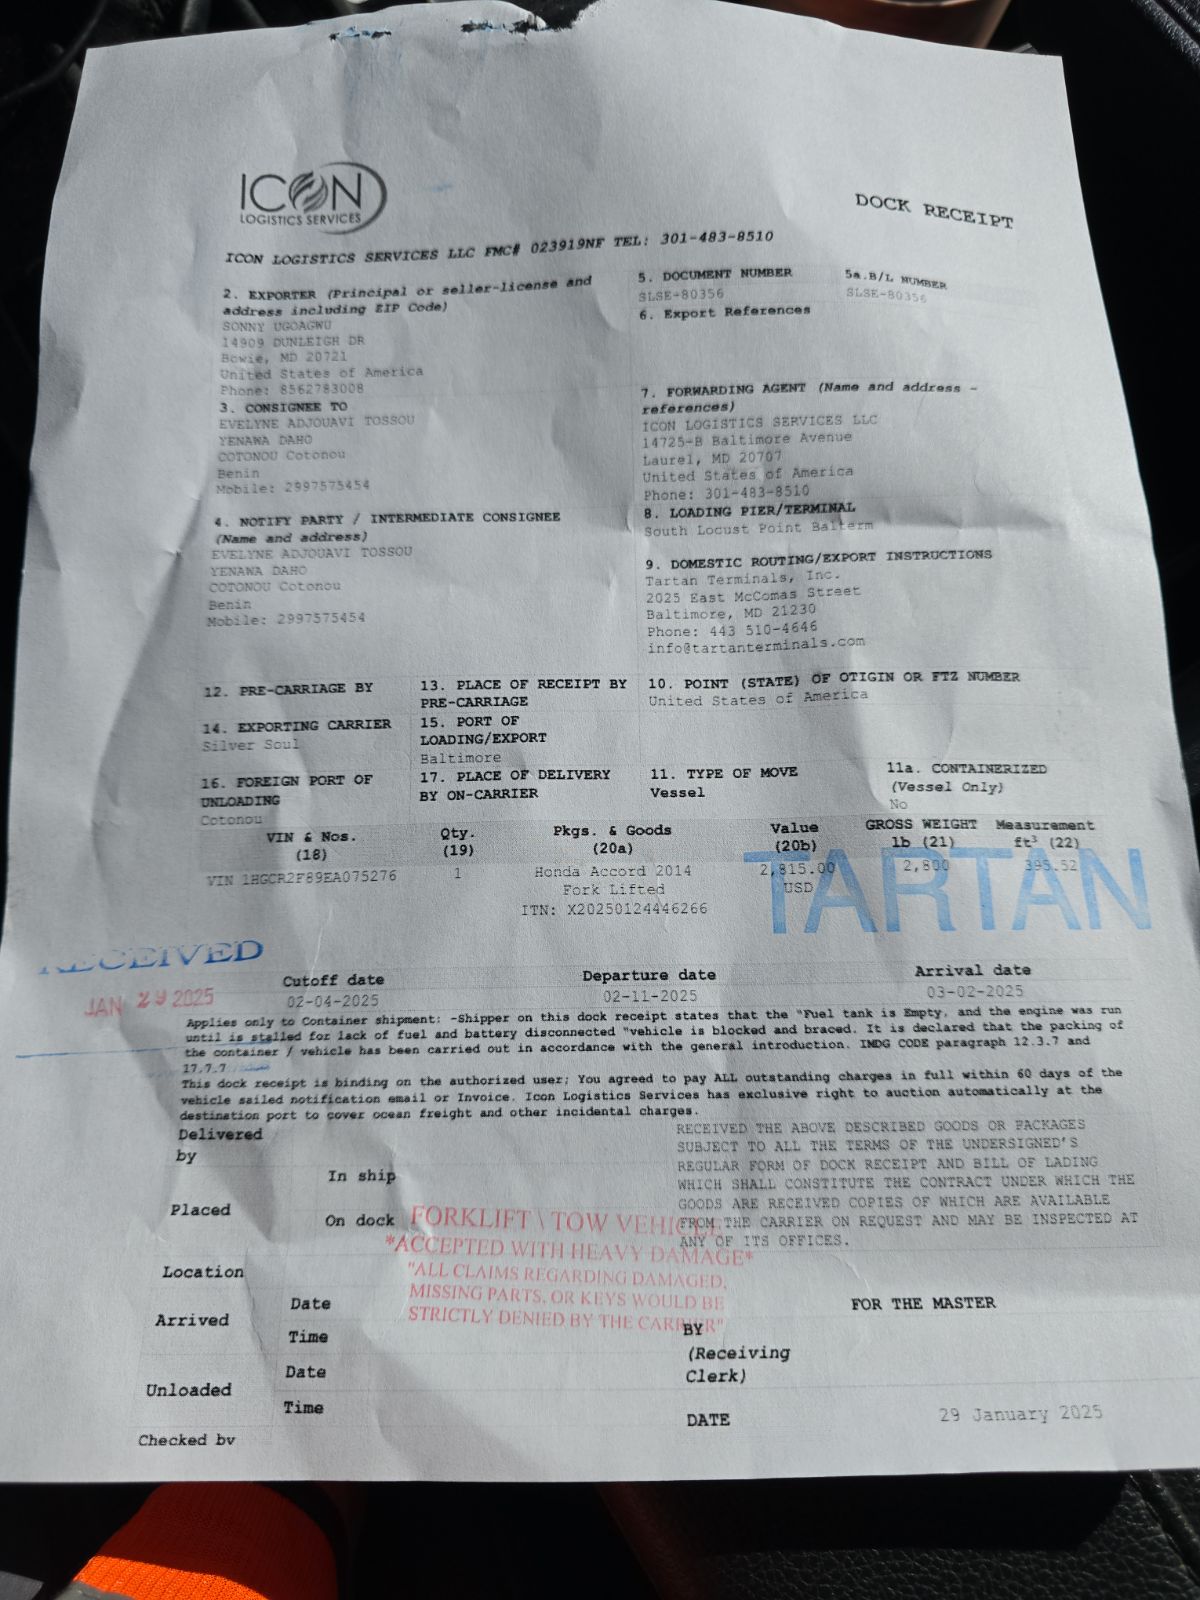 ICON
LOGISTICS SERVICES
DOCK RECEIPT
ICON LOGISTICS SERVICES LLC FMC# 023919NF TEL: 301-483-8510
2. EXPORTER (Principal or seller-license and
address including ZIP Code)
SONNY UGOAGWU
14909 DUNLEIGH DR
Bowie, MD 20721
United States of America
Phone: 8562783008
5. DOCUMENT NUMBER
SLSE-80356
5a.B/L NUMBER
SLSE-80356
6. Export References
3. CONSIGNEE TO
EVELYNE ADJOUAVI TOSSOU
YENAWA DAHO
COTONOU Cotonou
Benin
Mobile: 2997575454
7. FORWARDING AGENT (Name and address -
references)
ICON LOGISTICS SERVICES LLC
14725-B Baltimore Avenue
Laurel, MD 20707
United States of America
Phone: 301-483-8510
4. NOTIFY PARTY / INTERMEDIATE CONSIGNEE
(Name and address)
EVELYNE ADJOUAVI TOSSOU
YENAWA DAHO
COTONOU Cotonou
Benin
Mobile: 2997575454
8. LOADING PIER/TERMINAL
South Locust Point Balterm
9. DOMESTIC ROUTING/EXPORT INSTRUCTIONS
Tartan Terminals, Inc.
2025 East McComas Street
Baltimore, MD 21230
Phone: 443 510-4646
info@tartanterminals.com
12. PRE-CARRIAGE BY
13. PLACE OF RECEIPT BY
PRE-CARRIAGE
10. POINT (STATE) OF OTIGIN OR FTZ NUMBER
United States of America
14. EXPORTING CARRIER
Silver Soul
15. PORT OF
LOADING/EXPORT
Baltimore
16. FOREIGN PORT OF
UNLOADING
Cotonou
17. PLACE OF DELIVERY
BY ON-CARRIER
11. TYPE OF MOVE
Vessel
11a. CONTAINERIZED
(Vessel Only)
No
VIN & Nos. Qty. Pkgs. & Goods Value GROSS WEIGHT Measurement
(18) (19) (20a) (20b) lb (21) ft³ (22)
VIN 1HGCR2F89EA075276 1 Honda Accord 2014 2,815.00 2,800 395.52
Fork Lifted USD
ITN: X20250124446266
TARTAN
RECEIVED
JAN 29 2025
Cutoff date Departure date Arrival date
02-04-2025 02-11-2025 03-02-2025
Applies only to Container shipment: -Shipper on this dock receipt states that the "Fuel tank is Empty, and the engine was run
until is stalled for lack of fuel and battery disconnected "vehicle is blocked and braced. It is declared that the packing of
the container / vehicle has been carried out in accordance with the general introduction. IMDG CODE paragraph 12.3.7 and
17.7.7
This dock receipt is binding on the authorized user; You agreed to pay ALL outstanding charges in full within 60 days of the
vehicle sailed notification email or Invoice. Icon Logistics Services has exclusive right to auction automatically at the
destination port to cover ocean freight and other incidental charges.
Delivered
by
RECEIVED THE ABOVE DESCRIBED GOODS OR PACKAGES
SUBJECT TO ALL THE TERMS OF THE UNDERSIGNED'S
REGULAR FORM OF DOCK RECEIPT AND BILL OF LADING
WHICH SHALL CONSTITUTE THE CONTRACT UNDER WHICH THE
GOODS ARE RECEIVED COPIES OF WHICH ARE AVAILABLE
FROM THE CARRIER ON REQUEST AND MAY BE INSPECTED AT
ANY OF ITS OFFICES.
In ship
Placed
On dock
FORKLIFT \ TOW VEHICLE
*ACCEPTED WITH HEAVY DAMAGE*
"ALL CLAIMS REGARDING DAMAGED,
MISSING PARTS, OR KEYS WOULD BE
STRICTLY DENIED BY THE CARRIER"
Location
Arrived
Date
Time
FOR THE MASTER
BY
(Receiving
Clerk)
Unloaded
Date
Time
DATE 29 January 2025
Checked by